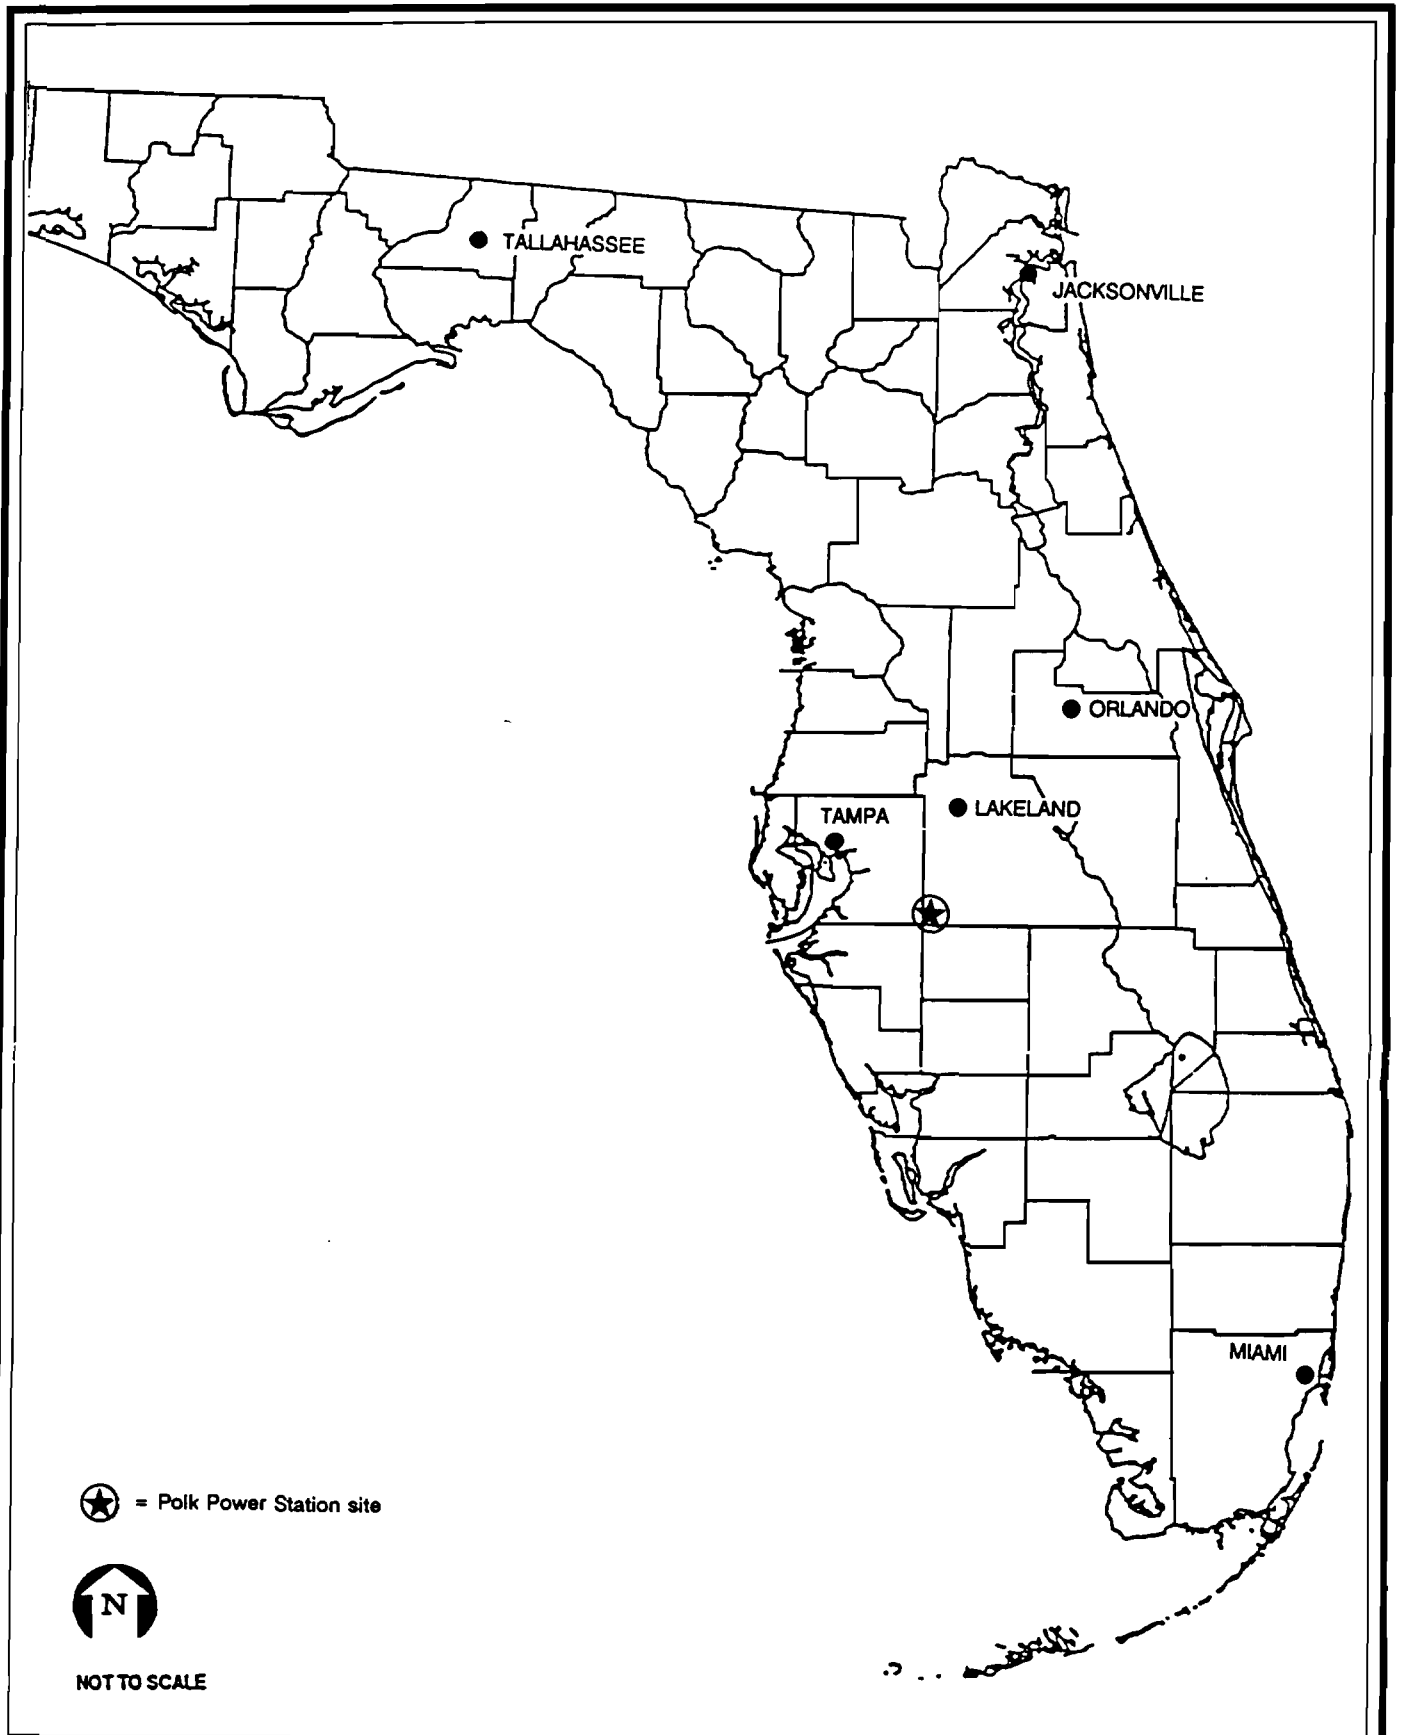 TALLAHASSEE
JACKSONVILLE
ORLANDO
LAKELAND
TAMPA
MIAMI
= Polk Power Station site
N
NOT TO SCALE